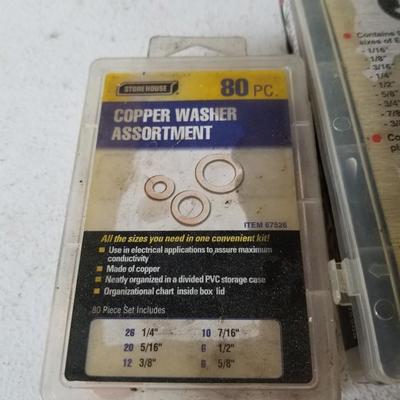 STOREHOUSE
80 PC.
COPPER WASHER
ASSORTMENT
ITEM 67526
All the sizes you need in one convenient kit!
Use in electrical applications to assure maximum
conductivity
Made of copper
Neatly organized in a divided PVC storage case
Organizational chart inside box lid
80 Piece Set Includes
26 1/4" 10 7/16"
20 5/16" 6 1/2"
12 3/8" 6 5/8"
Contains
sizes of E
- 1/16"
- 1/8"
- 3/16"
- 1/4"
- 1/2"
- 5/8"
- 3/4"
- 7/8
- 3/
Co
pl